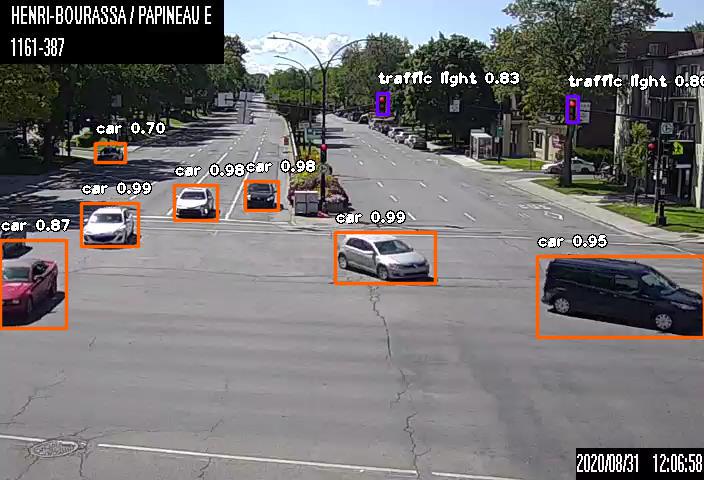 HENRI-BOURASSA / PAPINEAU E
1161-387
traffic light 0.83
traffic light 0.86
car 0.70
car 0.98
car 0.98
car 0.99
car 0.99
car 0.87
car 0.95
2020/08/31 12:06:58